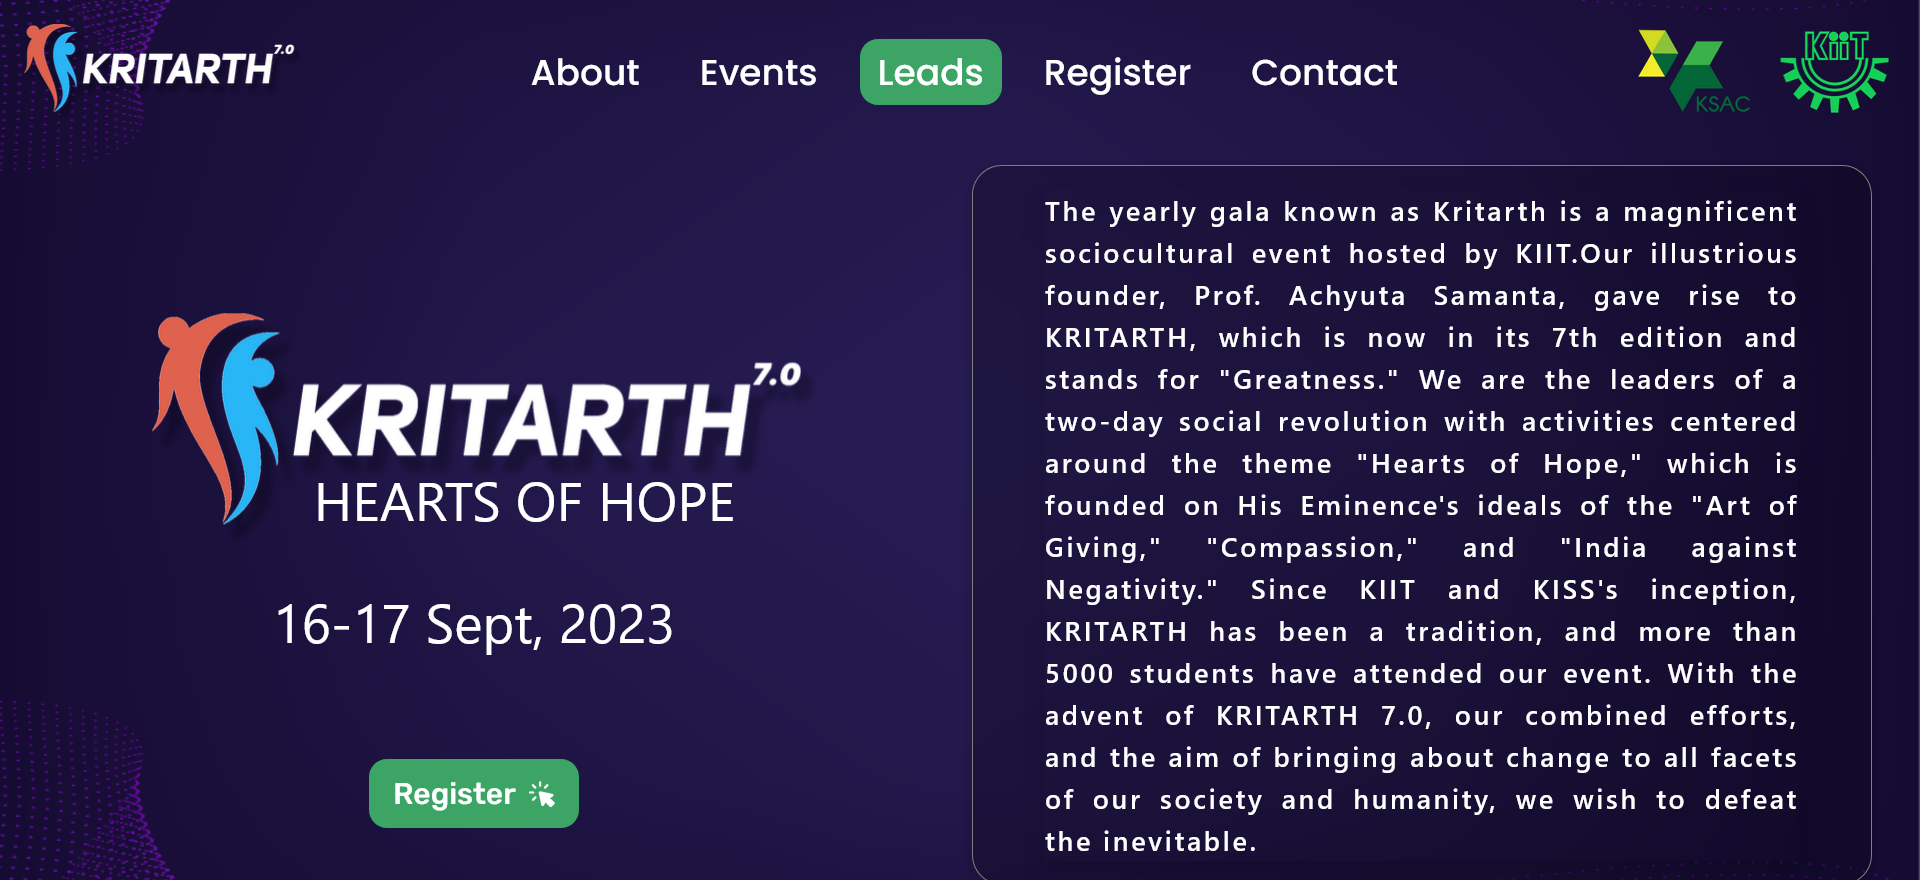 KRITARTH 7.0
About Events Leads Register Contact
KSAC
KiiT
The yearly gala known as Kritarth is a magnificent
sociocultural event hosted by KIIT.Our illustrious
founder, Prof. Achyuta Samanta, gave rise to
KRITARTH, which is now in its 7th edition and
stands for "Greatness." We are the leaders of a
two-day social revolution with activities centered
around the theme "Hearts of Hope," which is
founded on His Eminence's ideals of the "Art of
Giving," "Compassion," and "India against
Negativity." Since KIIT and KISS's inception,
KRITARTH has been a tradition, and more than
5000 students have attended our event. With the
advent of KRITARTH 7.0, our combined efforts,
and the aim of bringing about change to all facets
of our society and humanity, we wish to defeat
the inevitable.
KRITARTH 7.0
HEARTS OF HOPE
16-17 Sept, 2023
Register